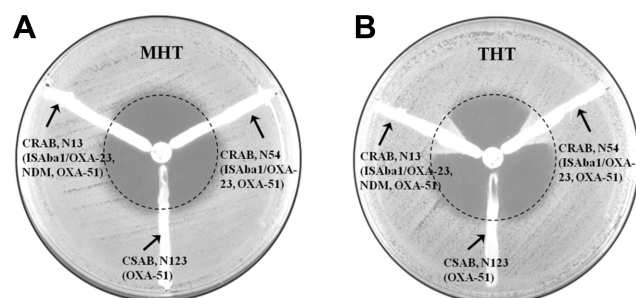 A
MHT
CRAB, N13
(ISAba1/OXA-23,
NDM, OXA-51)
CRAB, N54
(ISAba1/OXA-
23, OXA-51)
CSAB, N123
(OXA-51)
B
THT
CRAB, N13
(ISAba1/OXA-23,
NDM, OXA-51)
CRAB, N54
(ISAba1/OXA-
23, OXA-51)
CSAB, N123
(OXA-51)